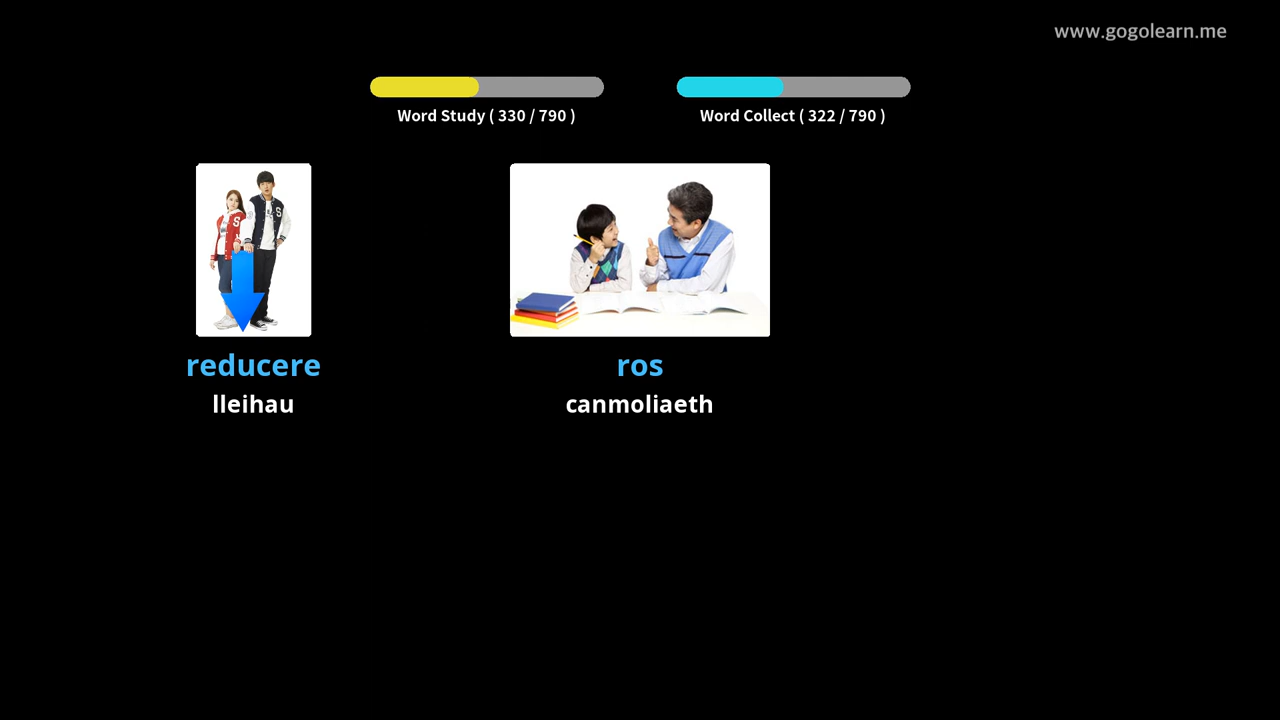 www.gogolearn.me
Word Study ( 330 / 790 )
Word Collect ( 322 / 790 )
reducere
lleihau
ros
canmoliaeth